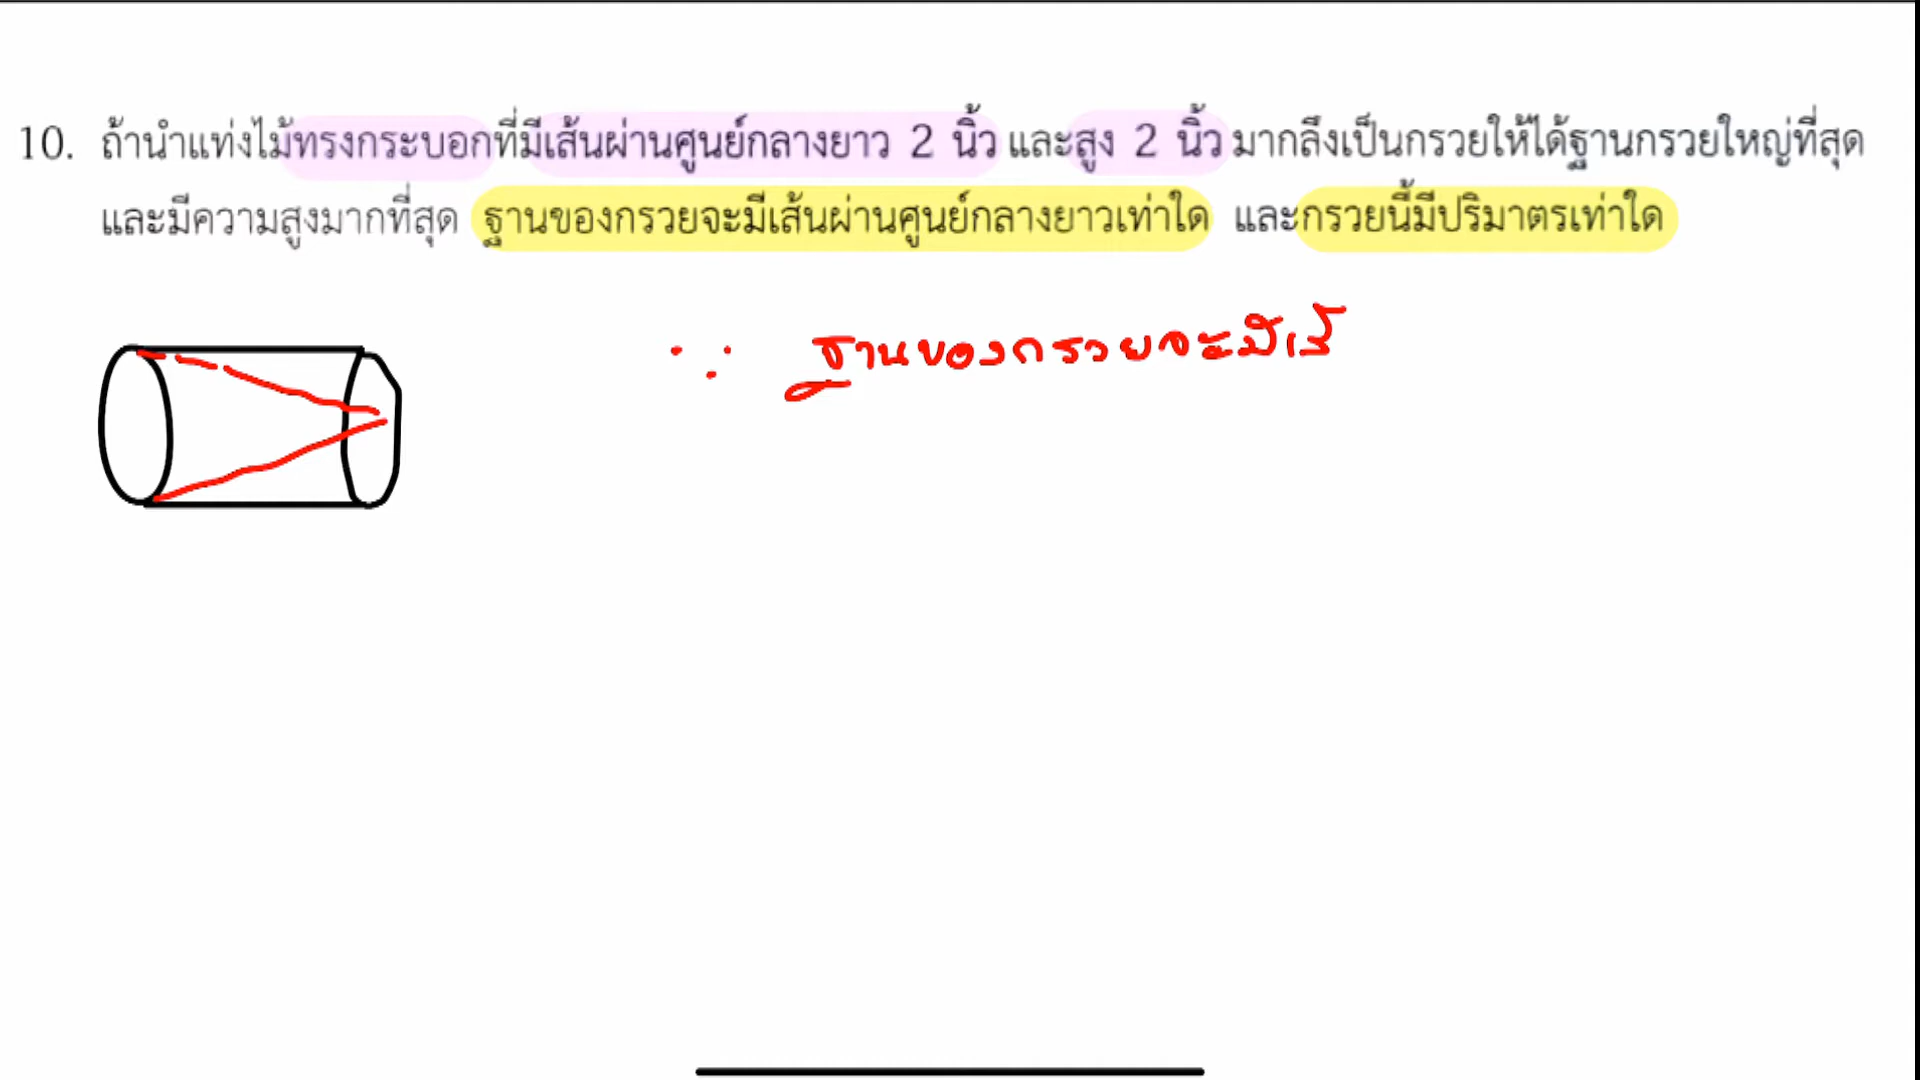 10. ถ้านำแท่งไม้ทรงกระบอกที่มีเส้นผ่านศูนย์กลางยาว 2 นิ้ว และสูง 2 นิ้ว มากลึงเป็นกรวยให้ได้ฐานกรวยใหญ่ที่สุด
และมีความสูงมากที่สุด ฐานของกรวยจะมีเส้นผ่านศูนย์กลางยาวเท่าใด และกรวยนี้มีปริมาตรเท่าใด
∵ ฐานของกรวยจะมีเส้